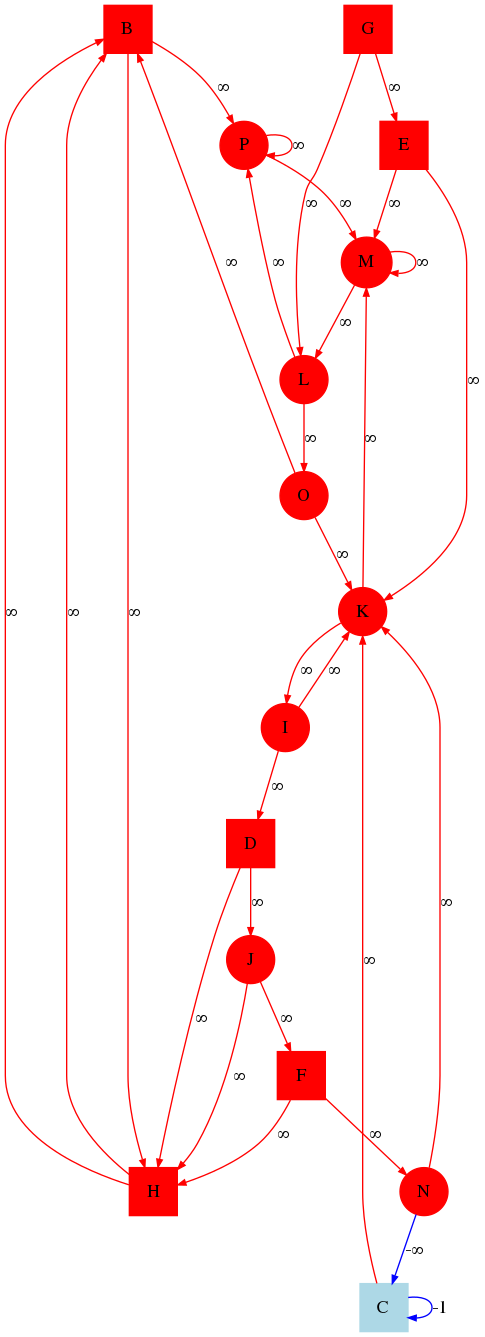 B G
∞ ∞
P ∞ E
∞ ∞ ∞
∞ ∞ M ∞
∞
L ∞
∞ ∞
O
∞
∞ ∞ ∞ K
∞ ∞
I
∞
D
∞ ∞
J ∞
∞ ∞
∞ F
∞ ∞
H N
-∞
C -1